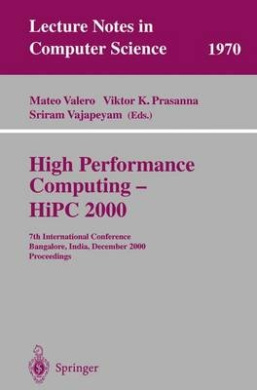 Lecture Notes in
Computer Science 1970
Mateo Valero Viktor K. Prasanna
Sriram Vajapeyam (Eds.)
High Performance
Computing –
HiPC 2000
7th International Conference
Bangalore, India, December 2000
Proceedings
Springer